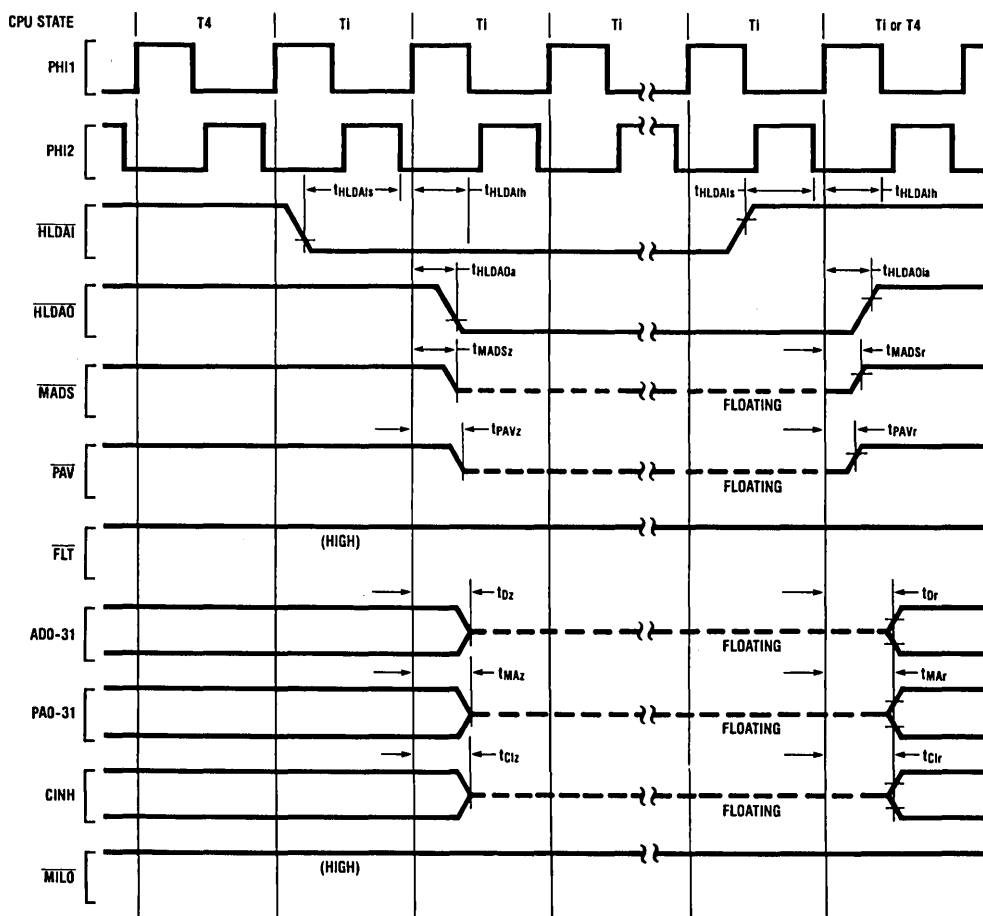 CPU STATE T4 Ti Ti Ti Ti Ti or T4
PHI1
PHI2
tHLDAIs tHLDAIh tHLDAIs tHLDAIh
HLDAI
tHLDAOa tHLDAOia
HLDAO
tMADSz tMADSr
MADS
FLOATING
tPAVz tPAVr
PAV
FLOATING
FLT
(HIGH)
tDz tDr
AD0-31
FLOATING
tMAz tMAr
PA0-31
FLOATING
tCIz tCIr
CINH
FLOATING
MILO
(HIGH)